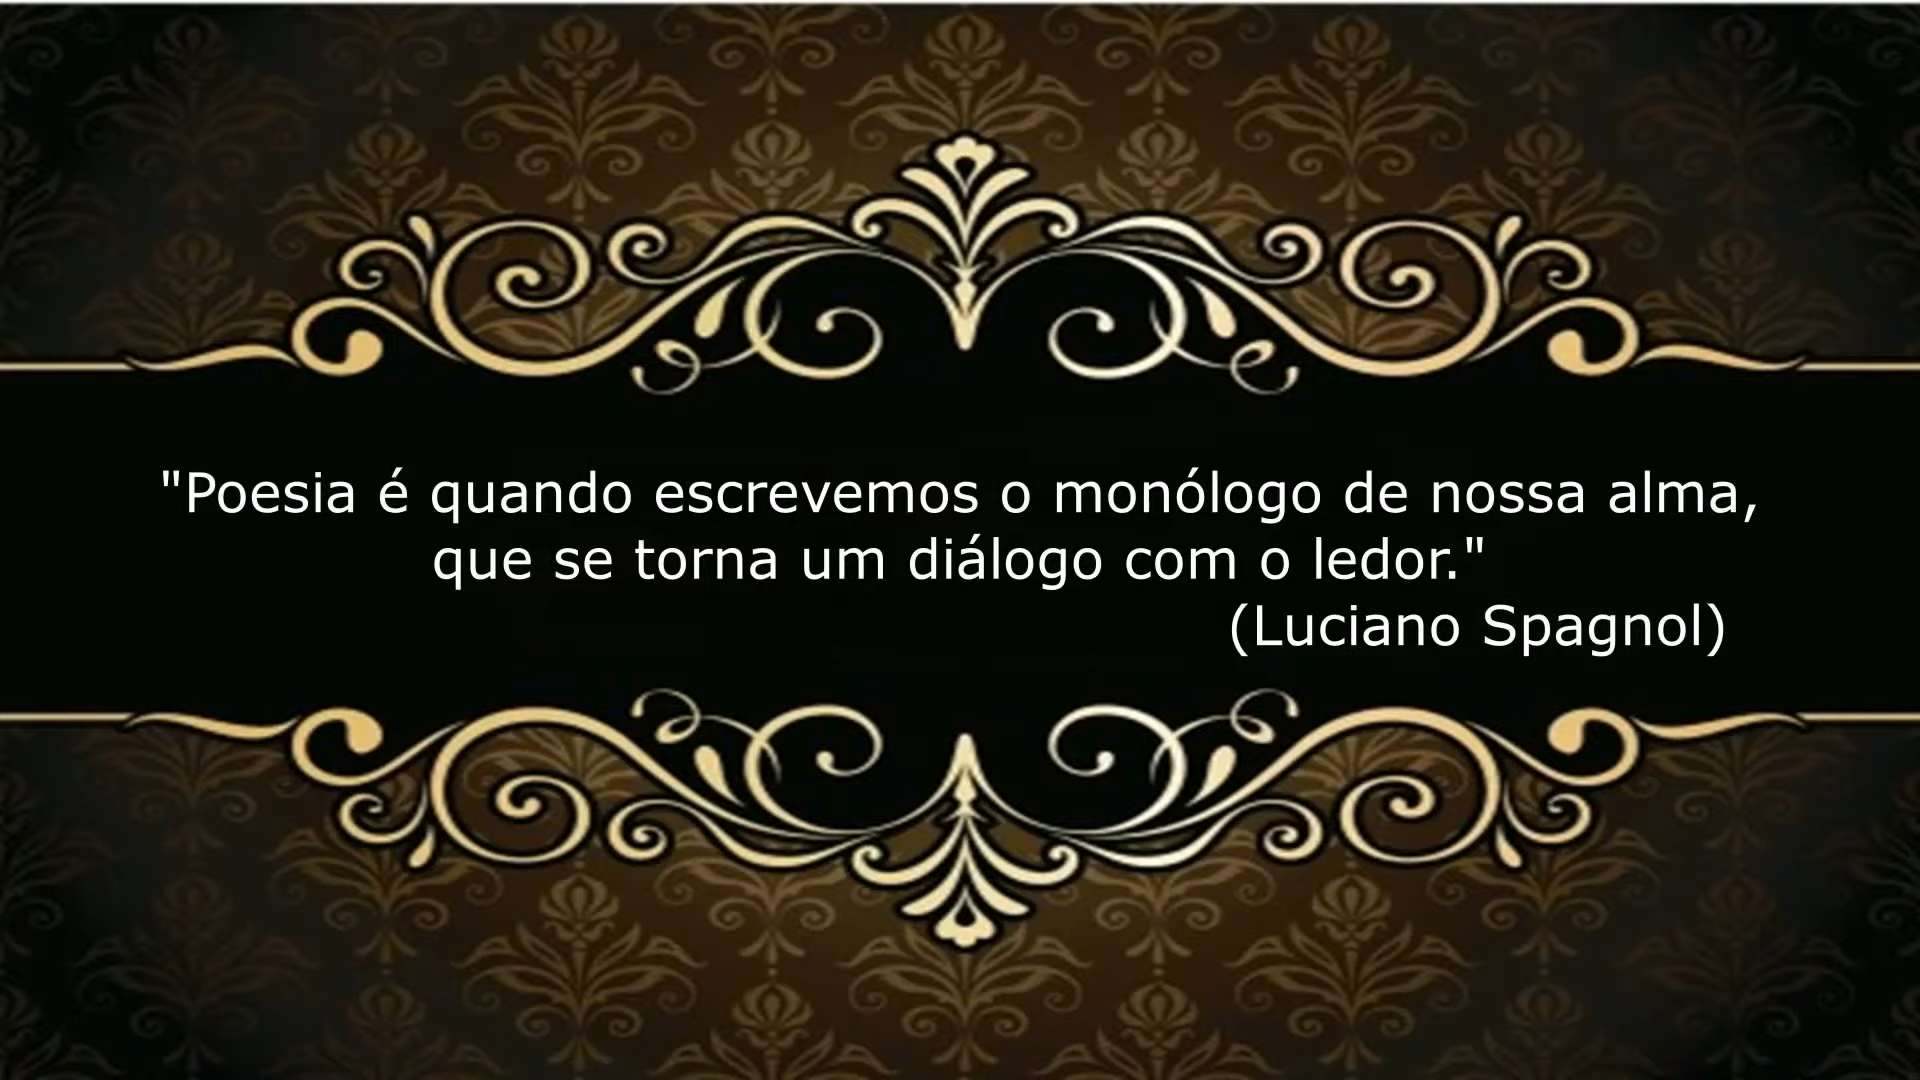 "Poesia é quando escrevemos o monólogo de nossa alma,
que se torna um diálogo com o ledor."
(Luciano Spagnol)